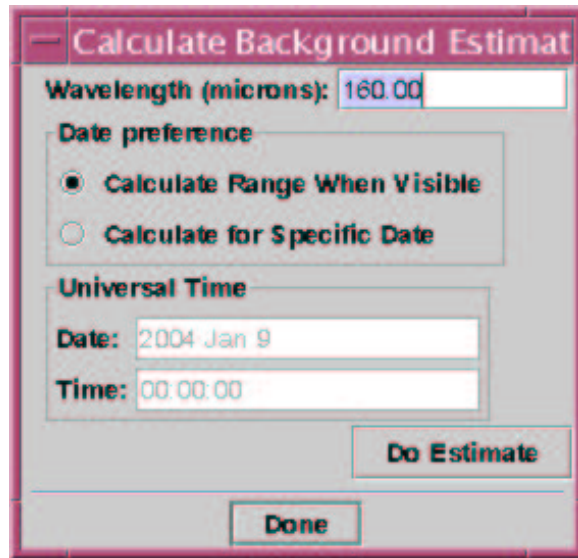 Calculate Background Estimat
Wavelength (microns): 160.00
Date preference
Calculate Range When Visible
Calculate for Specific Date
Universal Time
Date: 2004 Jan 9
Time: 00:00:00
Do Estimate
Done